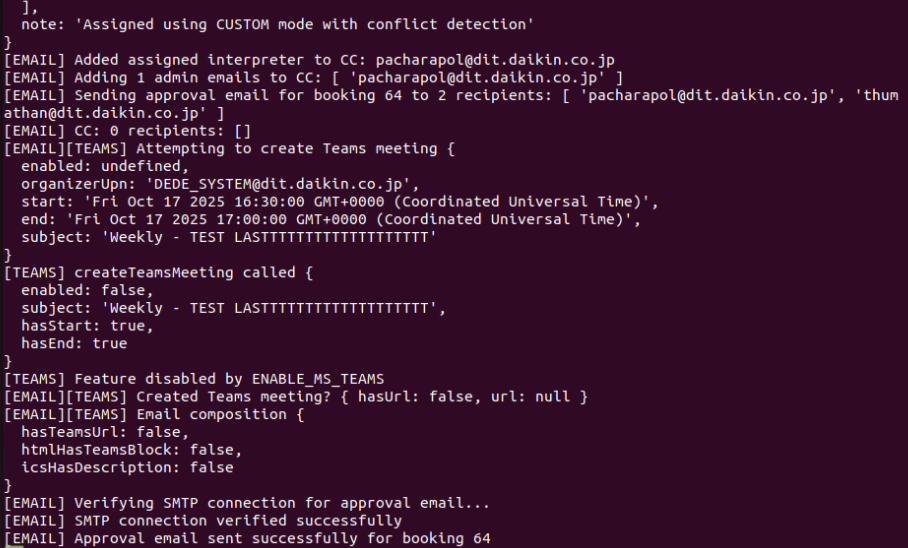 ],
  note: 'Assigned using CUSTOM mode with conflict detection'
}
[EMAIL] Added assigned interpreter to CC: pacharapol@dit.daikin.co.jp
[EMAIL] Adding 1 admin emails to CC: [ 'pacharapol@dit.daikin.co.jp' ]
[EMAIL] Sending approval email for booking 64 to 2 recipients: [ 'pacharapol@dit.daikin.co.jp', 'thum
athan@dit.daikin.co.jp' ]
[EMAIL] CC: 0 recipients: []
[EMAIL][TEAMS] Attempting to create Teams meeting {
  enabled: undefined,
  organizerUpn: 'DEDE_SYSTEM@dit.daikin.co.jp',
  start: 'Fri Oct 17 2025 16:30:00 GMT+0000 (Coordinated Universal Time)',
  end: 'Fri Oct 17 2025 17:00:00 GMT+0000 (Coordinated Universal Time)',
  subject: 'Weekly - TEST LASTTTTTTTTTTTTTTTTTTT'
}
[TEAMS] createTeamsMeeting called {
  enabled: false,
  subject: 'Weekly - TEST LASTTTTTTTTTTTTTTTTTTT',
  hasStart: true,
  hasEnd: true
}
[TEAMS] Feature disabled by ENABLE_MS_TEAMS
[EMAIL][TEAMS] Created Teams meeting? { hasUrl: false, url: null }
[EMAIL][TEAMS] Email composition {
  hasTeamsUrl: false,
  htmlHasTeamsBlock: false,
  icsHasDescription: false
}
[EMAIL] Verifying SMTP connection for approval email...
[EMAIL] SMTP connection verified successfully
[EMAIL] Approval email sent successfully for booking 64